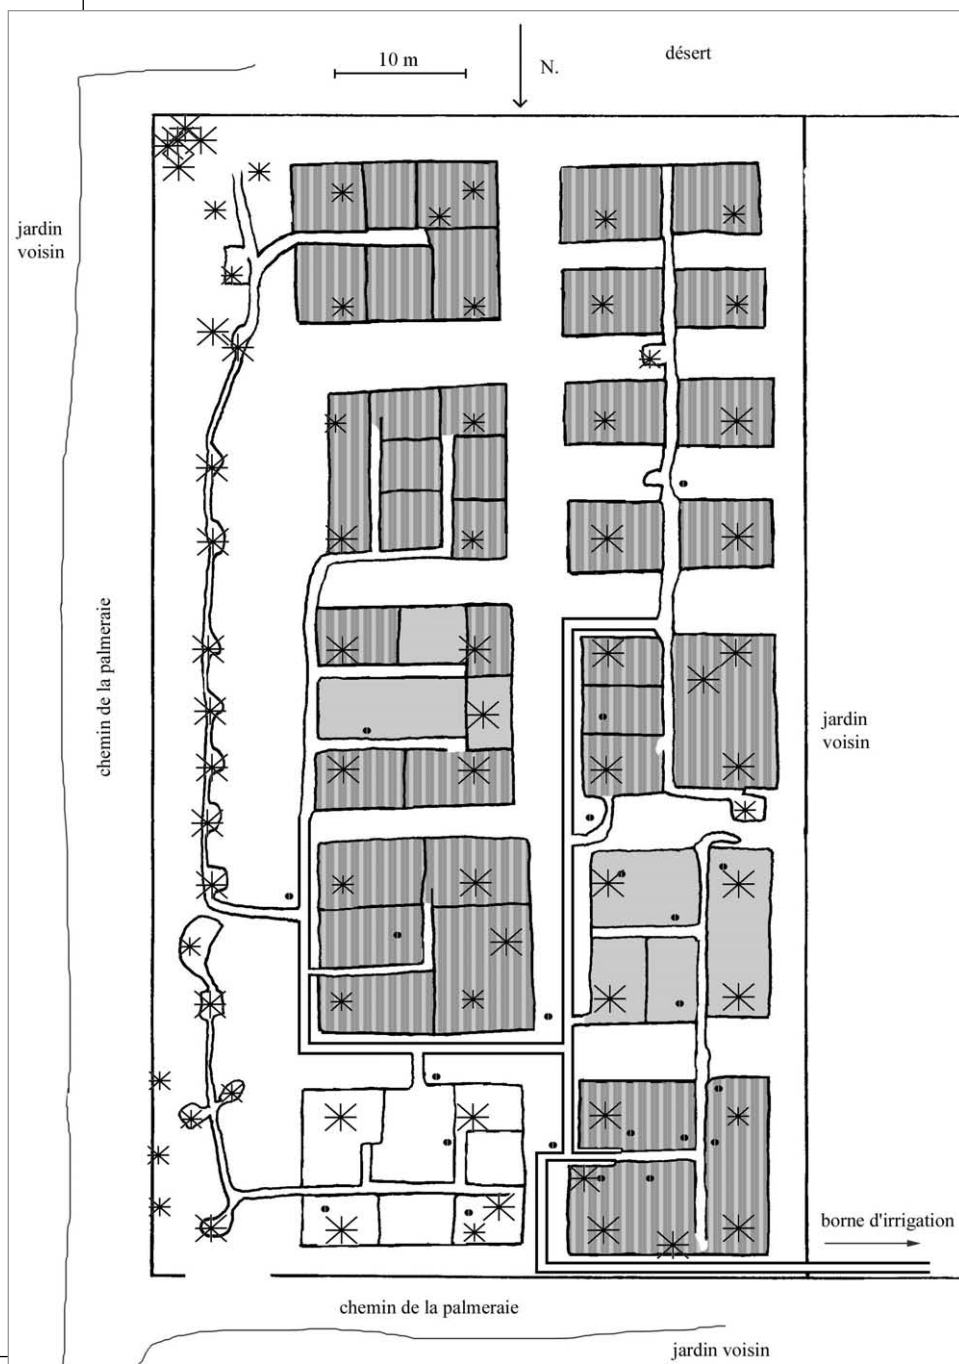 désert
10 m
N.
jardin
voisin
chemin de la palmeraie
jardin
voisin
borne d'irrigation
chemin de la palmeraie
jardin voisin